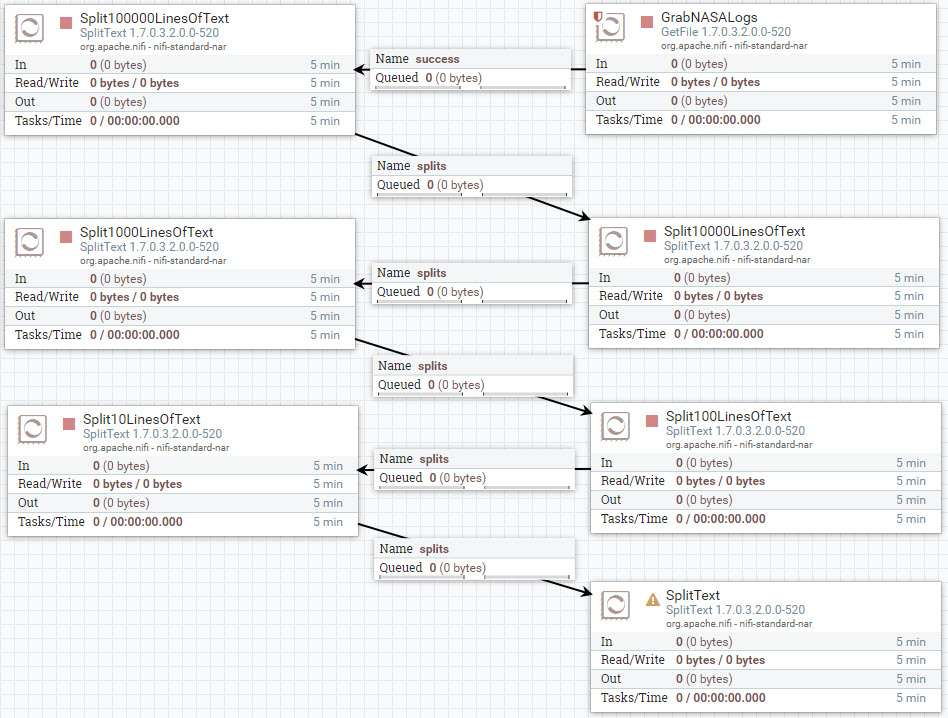 Split100000LinesOfText
SplitText 1.7.0.3.2.0.0-520
org.apache.nifi - nifi-standard-nar
In 0 (0 bytes) 5 min
Read/Write 0 bytes / 0 bytes 5 min
Out 0 (0 bytes) 5 min
Tasks/Time 0 / 00:00:00.000 5 min
Name success
Queued 0 (0 bytes)
GrabNASALogs
GetFile 1.7.0.3.2.0.0-520
org.apache.nifi - nifi-standard-nar
In 0 (0 bytes) 5 min
Read/Write 0 bytes / 0 bytes 5 min
Out 0 (0 bytes) 5 min
Tasks/Time 0 / 00:00:00.000 5 min
Name splits
Queued 0 (0 bytes)
Split1000LinesOfText
SplitText 1.7.0.3.2.0.0-520
org.apache.nifi - nifi-standard-nar
In 0 (0 bytes) 5 min
Read/Write 0 bytes / 0 bytes 5 min
Out 0 (0 bytes) 5 min
Tasks/Time 0 / 00:00:00.000 5 min
Name splits
Queued 0 (0 bytes)
Split10000LinesOfText
SplitText 1.7.0.3.2.0.0-520
org.apache.nifi - nifi-standard-nar
In 0 (0 bytes) 5 min
Read/Write 0 bytes / 0 bytes 5 min
Out 0 (0 bytes) 5 min
Tasks/Time 0 / 00:00:00.000 5 min
Name splits
Queued 0 (0 bytes)
Split10LinesOfText
SplitText 1.7.0.3.2.0.0-520
org.apache.nifi - nifi-standard-nar
In 0 (0 bytes) 5 min
Read/Write 0 bytes / 0 bytes 5 min
Out 0 (0 bytes) 5 min
Tasks/Time 0 / 00:00:00.000 5 min
Name splits
Queued 0 (0 bytes)
Split100LinesOfText
SplitText 1.7.0.3.2.0.0-520
org.apache.nifi - nifi-standard-nar
In 0 (0 bytes) 5 min
Read/Write 0 bytes / 0 bytes 5 min
Out 0 (0 bytes) 5 min
Tasks/Time 0 / 00:00:00.000 5 min
Name splits
Queued 0 (0 bytes)
SplitText
SplitText 1.7.0.3.2.0.0-520
org.apache.nifi - nifi-standard-nar
In 0 (0 bytes) 5 min
Read/Write 0 bytes / 0 bytes 5 min
Out 0 (0 bytes) 5 min
Tasks/Time 0 / 00:00:00.000 5 min